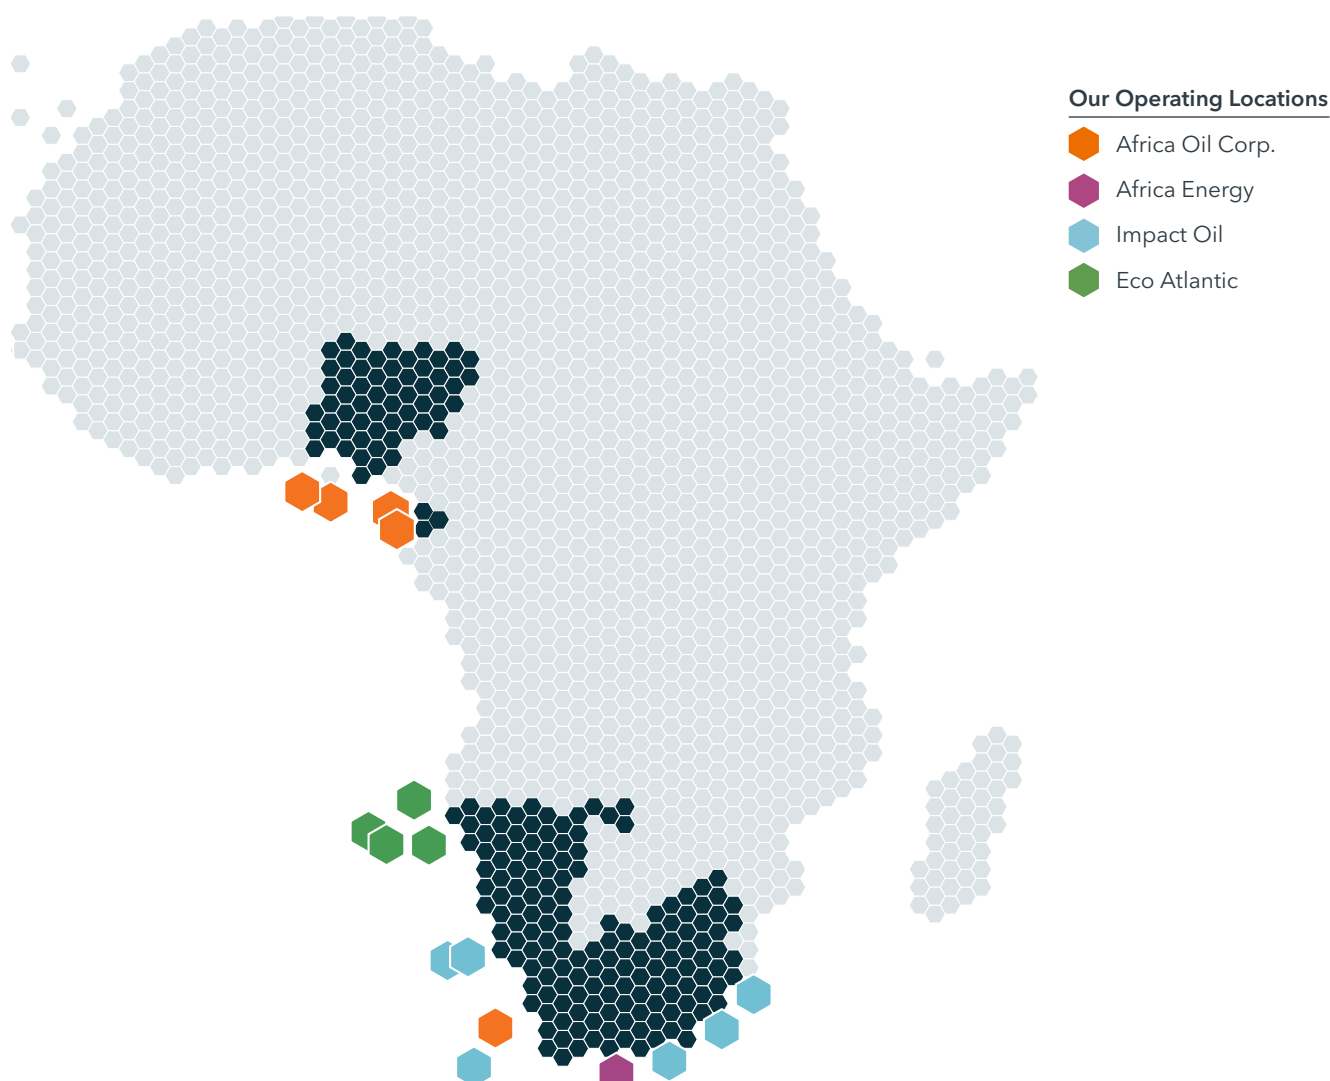 Our Operating Locations
Africa Oil Corp.
Africa Energy
Impact Oil
Eco Atlantic